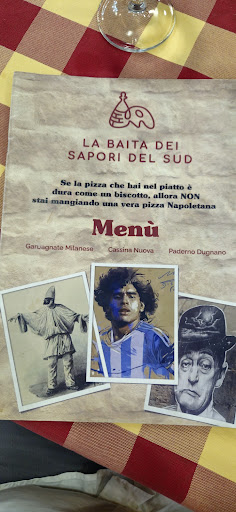 LA BAITA DEI
SAPORI DEL SUD
Se la pizza che hai nel piatto è
dura come un biscotto, allora NON
stai mangiando una vera pizza Napoletana
Menù
Garbagnate Milanese Cassina Nuova Paderno Dugnano